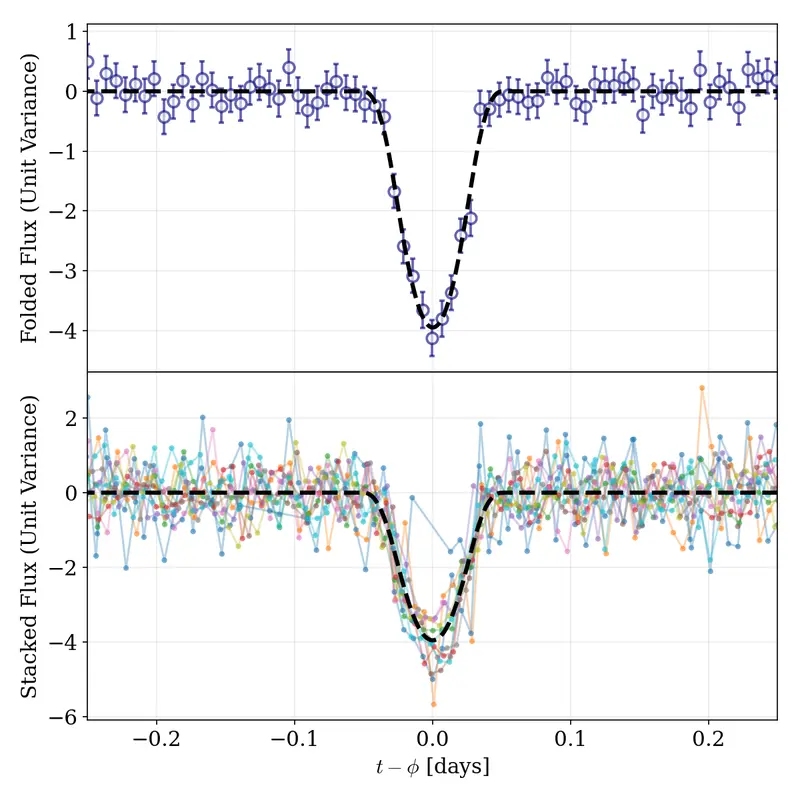 1
0
−1
−2
−3
−4
Folded Flux (Unit Variance)
2
0
−2
−4
−6
Stacked Flux (Unit Variance)
−0.2 −0.1 0.0 0.1 0.2
t − ϕ [days]